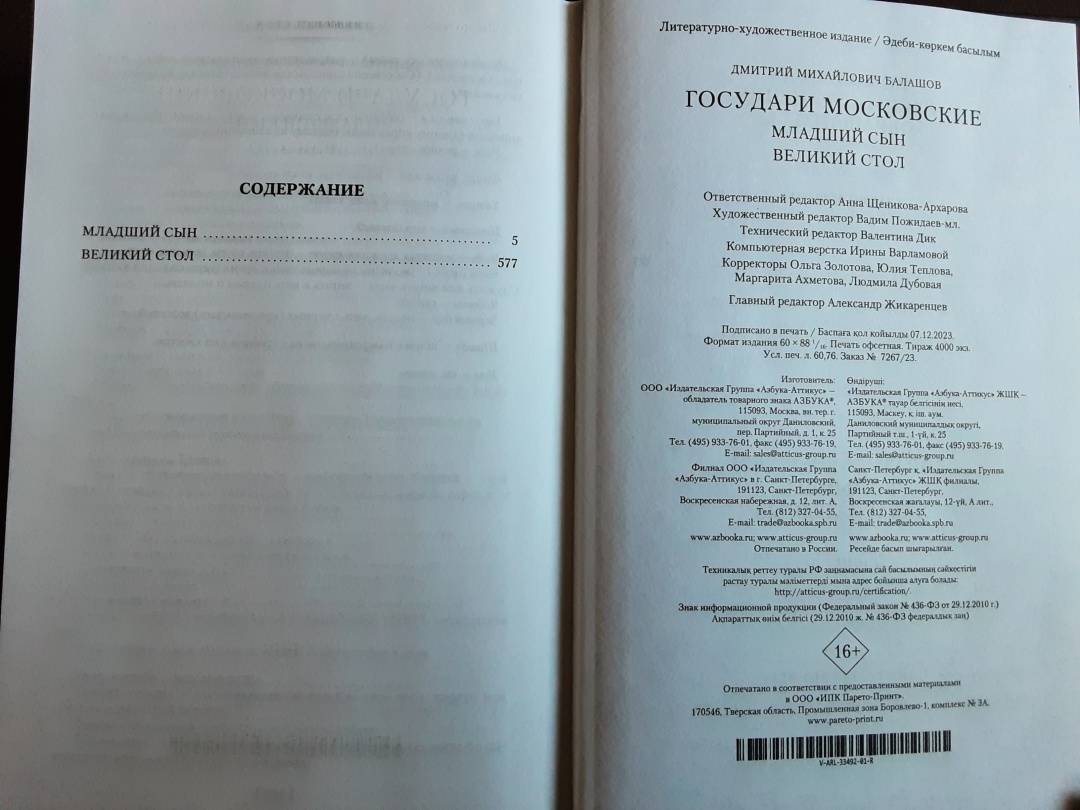 СОДЕРЖАНИЕ
МЛАДШИЙ СЫН ........................................................ 5
ВЕЛИКИЙ СТОЛ ........................................................ 577
Литературно-художественное издание / Әдеби-көркем басылым
ДМИТРИЙ МИХАЙЛОВИЧ БАЛАШОВ
ГОСУДАРИ МОСКОВСКИЕ
МЛАДШИЙ СЫН
ВЕЛИКИЙ СТОЛ
Ответственный редактор Анна Щеникова-Архарова
Художественный редактор Вадим Пожидаев-мл.
Технический редактор Валентина Дик
Компьютерная верстка Ирины Варламовой
Корректоры Ольга Золотова, Юлия Теплова,
Маргарита Ахметова, Людмила Дубовая
Главный редактор Александр Жикаренцев
Подписано в печать / Баспаға қол қойылды 07.12.2023.
Формат издания 60 × 88 1/16. Печать офсетная. Тираж 4000 экз.
Усл. печ. л. 60,76. Заказ № 7267/23.
Изготовитель:
ООО «Издательская Группа «Азбука-Аттикус» –
обладатель товарного знака АЗБУКА®,
115093, Москва, вн. тер. г.
муниципальный округ Даниловский,
пер. Партийный, д. 1, к. 25
Тел. (495) 933-76-01, факс (495) 933-76-19.
E-mail: sales@atticus-group.ru
Филиал ООО «Издательская Группа
«Азбука-Аттикус» в г. Санкт-Петербурге,
191123, Санкт-Петербург,
Воскресенская набережная, д. 12, лит. А,
Тел. (812) 327-04-55,
E-mail: trade@azbooka.spb.ru
www.azbooka.ru; www.atticus-group.ru
Отпечатано в России.
Өндіруші:
«Издательская Группа «Азбука-Аттикус» ЖШҚ –
АЗБУКА® тауар белгісінің иесі,
115093, Мәскеу, қ. іш. аум.
Даниловский муниципалдық округі,
Партийный т.ш., 1-үй, к. 25
Тел. (495) 933-76-01, факс (495) 933-76-19.
E-mail: sales@atticus-group.ru
Санкт-Петербург қ. «Издательская Группа
«Азбука-Аттикус» ЖШҚ филиалы,
191123, Санкт-Петербург,
Воскресенская жағалауы, 12-үй, А лит.,
Тел. (812) 327-04-55,
E-mail: trade@azbooka.spb.ru
www.azbooka.ru; www.atticus-group.ru
Ресейде басып шығарылған.
Техникалық реттеу туралы РФ заңнамасына сай басылымның сәйкестігін
растау туралы мәліметтерді мына адрес бойынша алуға болады:
http://atticus-group.ru/certification/.
Знак информационной продукции (Федеральный закон № 436-ФЗ от 29.12.2010 г.)
Ақпараттық өнім белгісі (29.12.2010 ж. № 436-ФЗ федералдық заң)
16+
Отпечатано в соответствии с предоставленными материалами
в ООО «ИПК Парето-Принт».
170546, Тверская область, Промышленная зона Боровлево-1, комплекс № 3А.
www.pareto-print.ru
V-ARL-33492-01-R